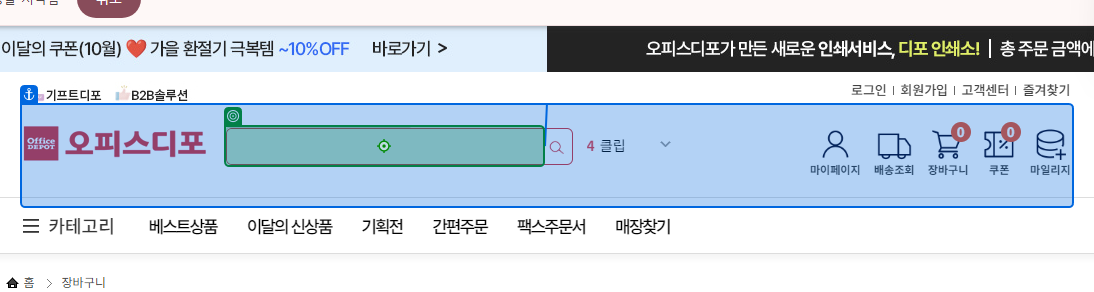 이달의 쿠폰(10월) ❤️ 가을 환절기 극복템 ~10%OFF 바로가기 >
오피스디포가 만든 새로운 인쇄서비스, 디포 인쇄소! | 총 주문 금액에
기프트디포 B2B솔루션
로그인 | 회원가입 | 고객센터 | 즐겨찾기
Office DEPOT 오피스디포
4 클립
0 0
마이페이지 배송조회 장바구니 쿠폰 마일리지
카테고리 베스트상품 이달의 신상품 기획전 간편주문 팩스주문서 매장찾기
홈 > 장바구니